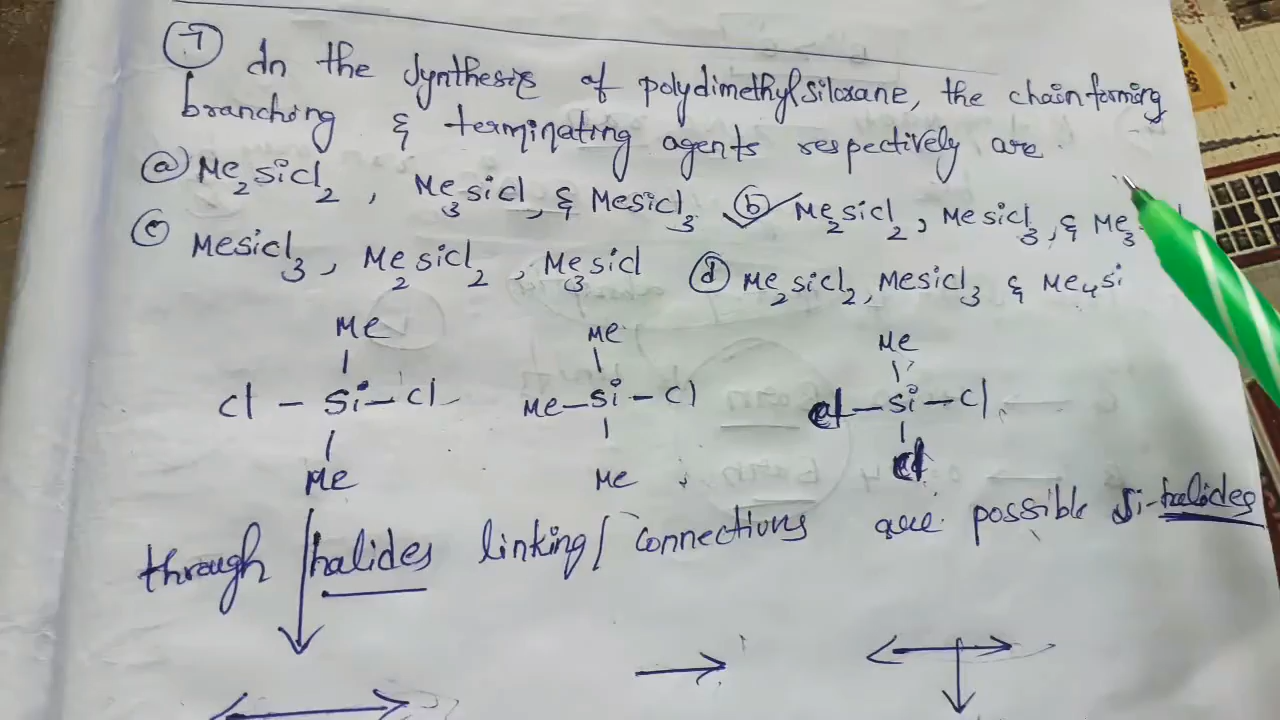 7 In the synthesis of polydimethylsiloxane, the chain forming
branching & terminating agents respectively are
(a) Me2SiCl2, Me3SiCl, & MeSiCl3 (b) Me2SiCl2, MeSiCl3, & Me3
(c) MeSiCl3, Me2SiCl2, Me3SiCl (d) Me2SiCl2, MeSiCl3 & Me4Si
Me Me Me
Cl – Si – Cl Me – Si – Cl Cl – Si – Cl
Me Me Cl
through halides linking/connections are possible Si-halides